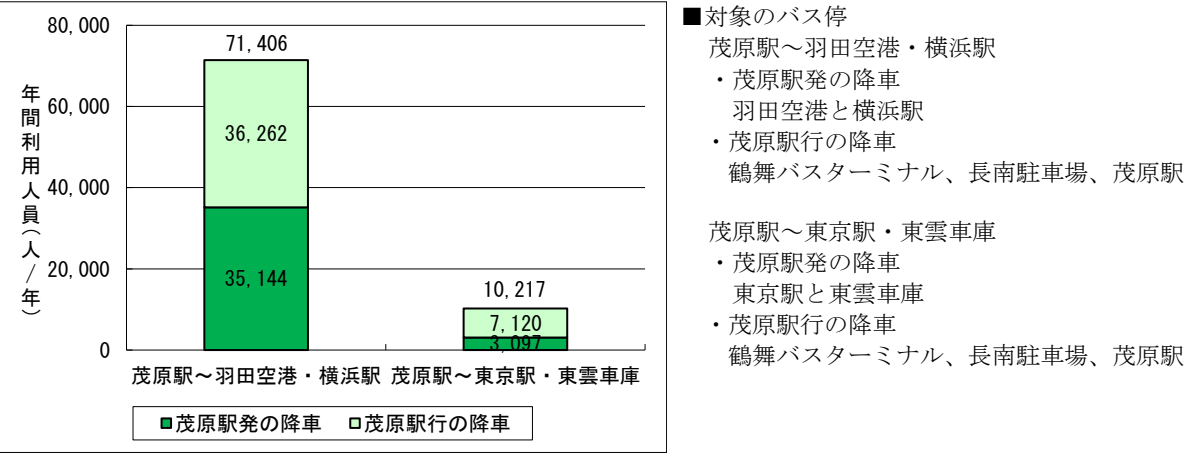 80,000
60,000
40,000
20,000
0
年間利用人員(人/年)
71,406
36,262
35,144
10,217
7,120
3,097
茂原駅～羽田空港・横浜駅
茂原駅～東京駅・東雲車庫
■茂原駅発の降車 □茂原駅行の降車
■対象のバス停
茂原駅～羽田空港・横浜駅
・茂原駅発の降車
羽田空港と横浜駅
・茂原駅行の降車
鶴舞バスターミナル、長南駐車場、茂原駅
茂原駅～東京駅・東雲車庫
・茂原駅発の降車
東京駅と東雲車庫
・茂原駅行の降車
鶴舞バスターミナル、長南駐車場、茂原駅